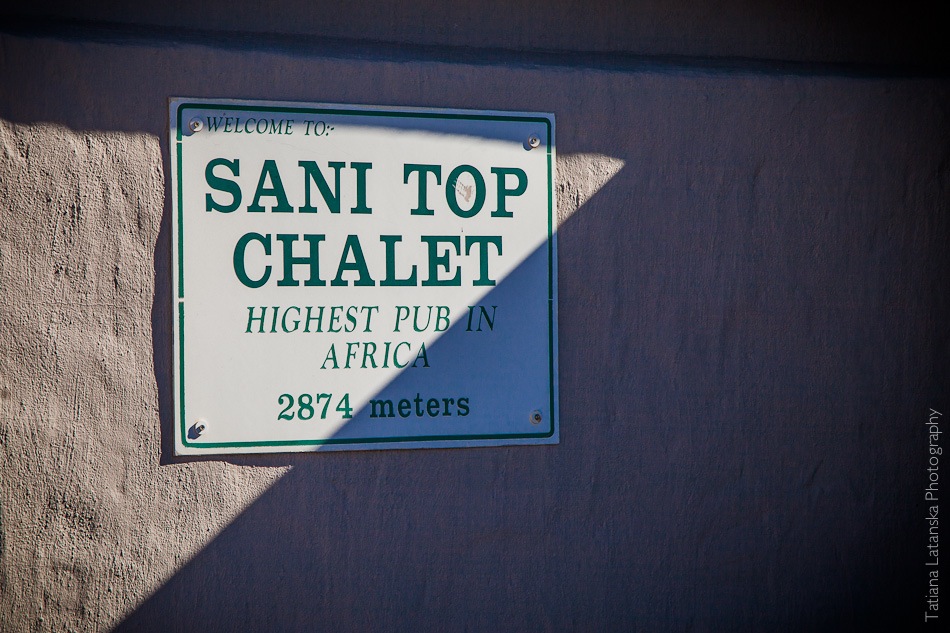 WELCOME TO:-
SANI TOP
CHALET
HIGHEST PUB IN
AFRICA
2874 meters
Tatiana Latanska Photography